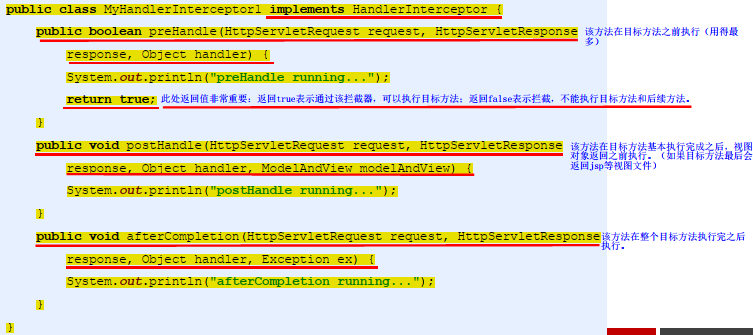 public class MyHandlerInterceptor1 implements HandlerInterceptor {
public boolean preHandle(HttpServletRequest request, HttpServletResponse
该方法在目标方法之前执行（用得最
多）
response, Object handler) {
System.out.println("preHandle running...");
return true; 此处返回值非常重要：返回true表示通过该拦截器，可以执行目标方法；返回false表示拦截，不能执行目标方法和后续方法。
}
public void postHandle(HttpServletRequest request, HttpServletResponse
该方法在目标方法基本执行完成之后，视图
对象返回之前执行。（如果目标方法最后会
返回jsp等视图文件）
response, Object handler, ModelAndView modelAndView) {
System.out.println("postHandle running...");
}
public void afterCompletion(HttpServletRequest request, HttpServletResponse
该方法在整个目标方法执行完之后
执行。
response, Object handler, Exception ex) {
System.out.println("afterCompletion running...");
}
}